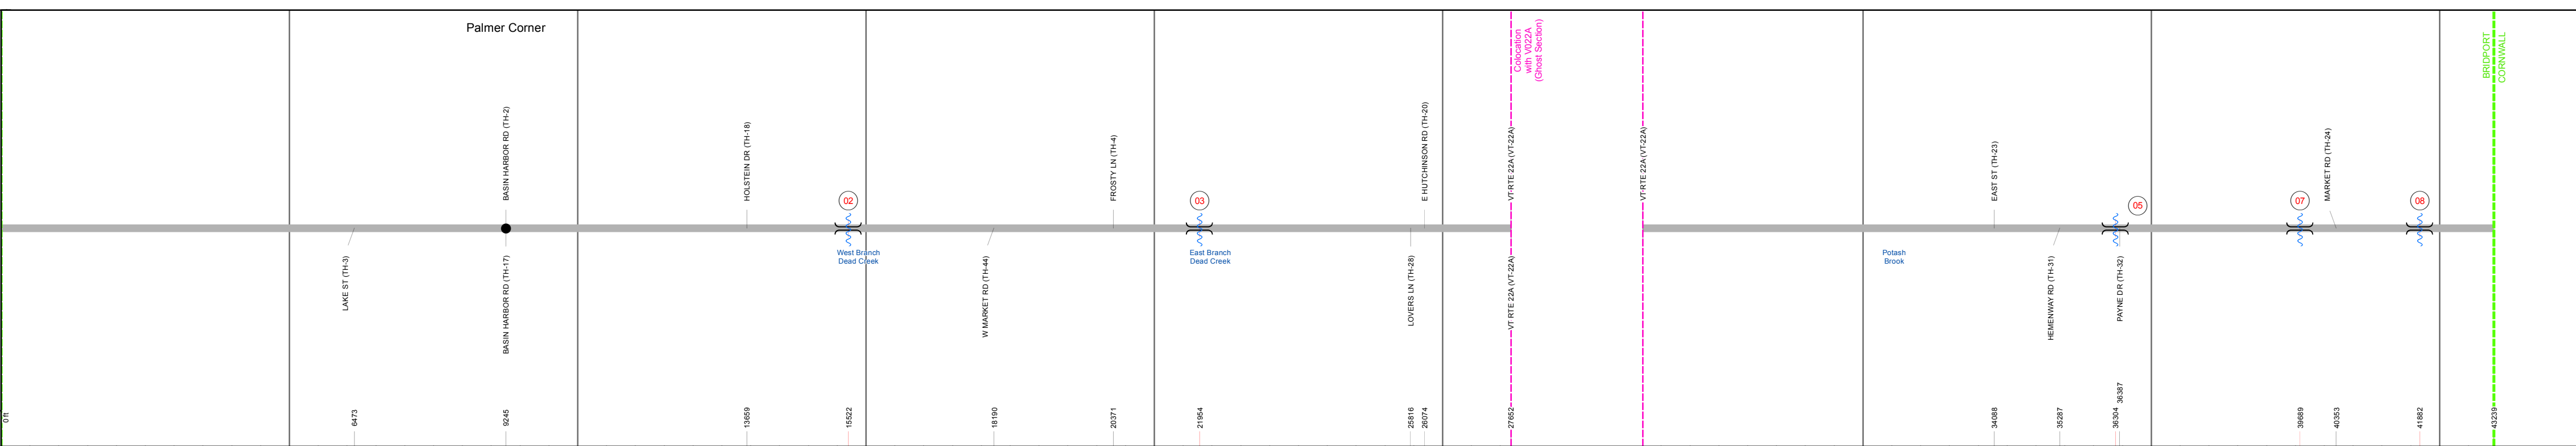 Palmer Corner
Colocation
with V022A
(Ghost Section)
BRIDPORT
CORNWALL
BASIN HARBOR RD (TH-2)
HOLSTEIN DR (TH-18)
FROSTY LN (TH-4)
E HUTCHINSON RD (TH-20)
VT RTE 22A (VT-22A)
VT RTE 22A (VT-22A)
EAST ST (TH-23)
MARKET RD (TH-24)
02
03
05
07
08
West Branch
Dead Creek
East Branch
Dead Creek
Potash
Brook
LAKE ST (TH-3)
BASIN HARBOR RD (TH-17)
W MARKET RD (TH-44)
LOVERS LN (TH-28)
VT RTE 22A (VT-22A)
HEMENWAY RD (TH-31)
PAYNE DR (TH-32)
0 ft
6473
9245
13659
15522
18190
20371
21954
25816
26074
27652
34088
35287
36304
36387
39689
40353
41882
43239